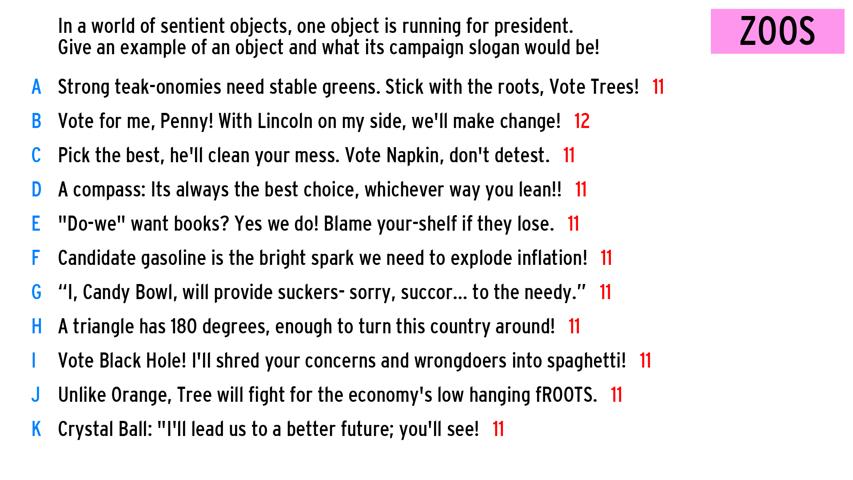 In a world of sentient objects, one object is running for president.
Give an example of an object and what its campaign slogan would be!
ZOOS
A Strong teak-onomies need stable greens. Stick with the roots, Vote Trees! 11
B Vote for me, Penny! With Lincoln on my side, we'll make change! 12
C Pick the best, he'll clean your mess. Vote Napkin, don't detest. 11
D A compass: Its always the best choice, whichever way you lean!! 11
E "Do-we" want books? Yes we do! Blame your-shelf if they lose. 11
F Candidate gasoline is the bright spark we need to explode inflation! 11
G “I, Candy Bowl, will provide suckers- sorry, succor... to the needy.” 11
H A triangle has 180 degrees, enough to turn this country around! 11
I Vote Black Hole! I'll shred your concerns and wrongdoers into spaghetti! 11
J Unlike Orange, Tree will fight for the economy's low hanging fROOTS. 11
K Crystal Ball: "I'll lead us to a better future; you'll see! 11